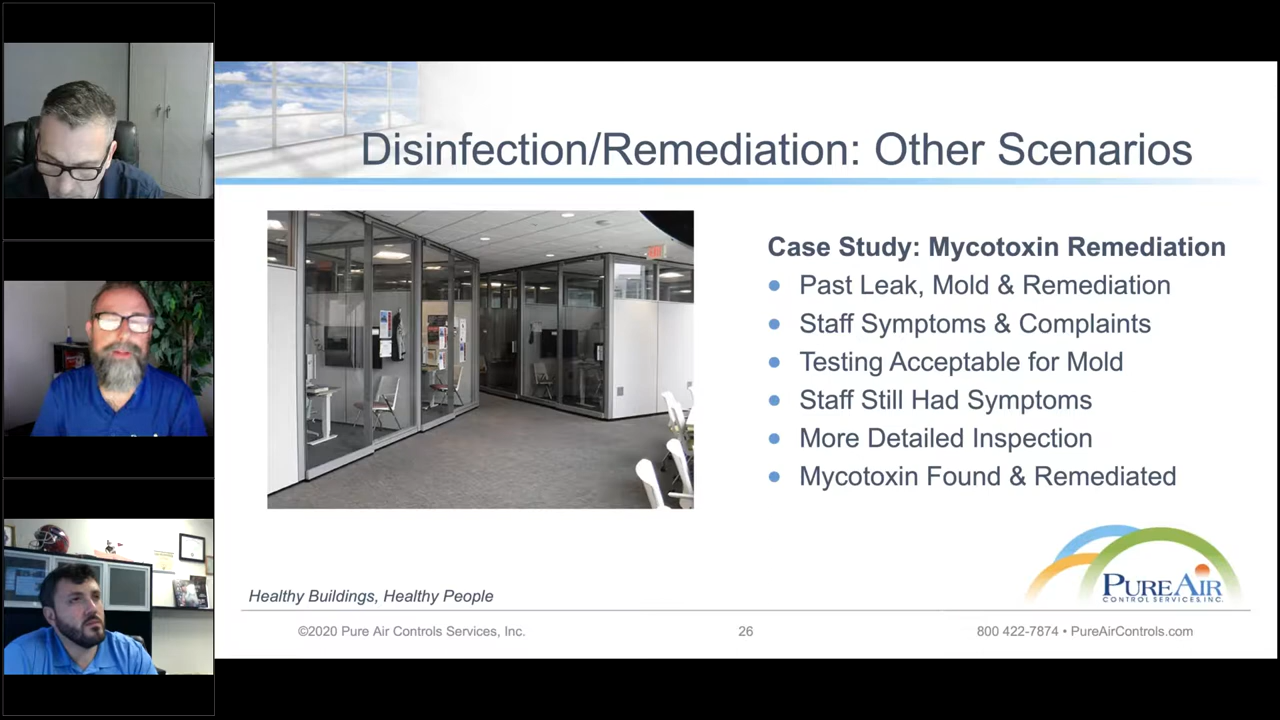 Disinfection/Remediation: Other Scenarios
Case Study: Mycotoxin Remediation
Past Leak, Mold & Remediation
Staff Symptoms & Complaints
Testing Acceptable for Mold
Staff Still Had Symptoms
More Detailed Inspection
Mycotoxin Found & Remediated
PUREAIR
CONTROL SERVICES, INC.
Healthy Buildings, Healthy People
©2020 Pure Air Controls Services, Inc.
26
800 422-7874 • PureAirControls.com